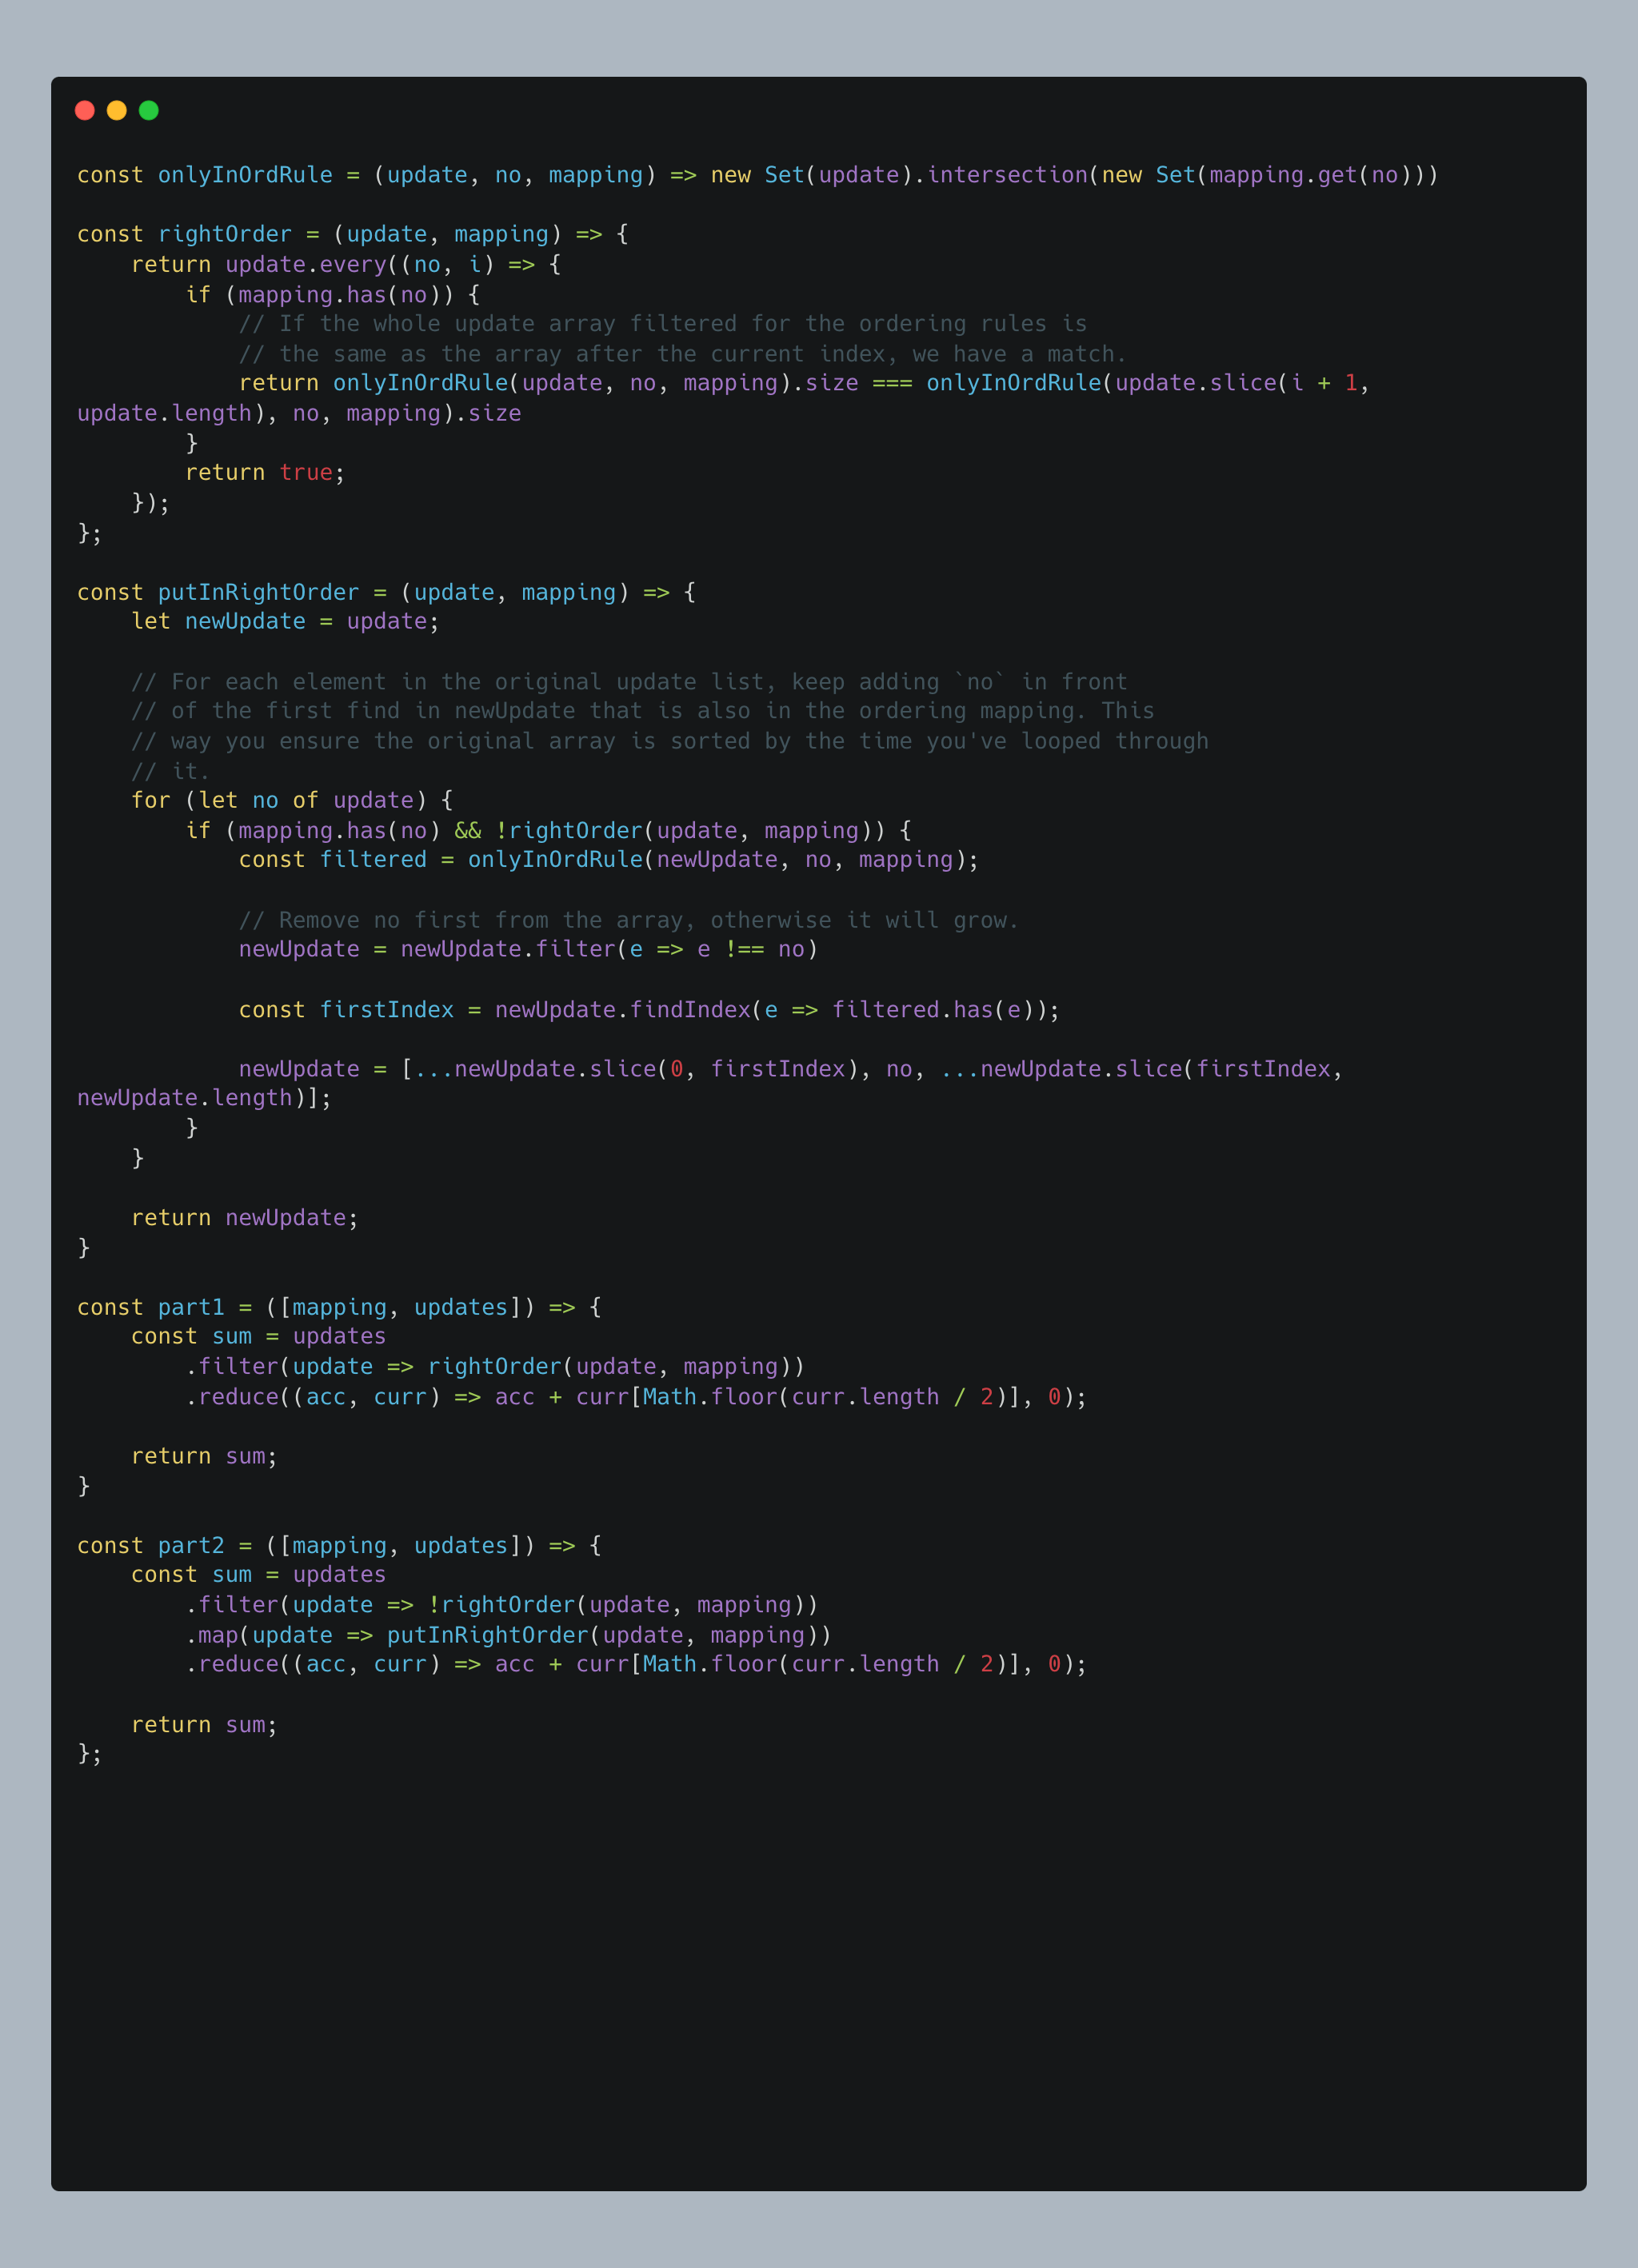 const onlyInOrdRule = (update, no, mapping) => new Set(update).intersection(new Set(mapping.get(no)))

const rightOrder = (update, mapping) => {
    return update.every((no, i) => {
        if (mapping.has(no)) {
            // If the whole update array filtered for the ordering rules is
            // the same as the array after the current index, we have a match.
            return onlyInOrdRule(update, no, mapping).size === onlyInOrdRule(update.slice(i + 1,
update.length), no, mapping).size
        }
        return true;
    });
};

const putInRightOrder = (update, mapping) => {
    let newUpdate = update;

    // For each element in the original update list, keep adding `no` in front
    // of the first find in newUpdate that is also in the ordering mapping. This
    // way you ensure the original array is sorted by the time you've looped through
    // it.
    for (let no of update) {
        if (mapping.has(no) && !rightOrder(update, mapping)) {
            const filtered = onlyInOrdRule(newUpdate, no, mapping);

            // Remove no first from the array, otherwise it will grow.
            newUpdate = newUpdate.filter(e => e !== no)

            const firstIndex = newUpdate.findIndex(e => filtered.has(e));

            newUpdate = [...newUpdate.slice(0, firstIndex), no, ...newUpdate.slice(firstIndex,
newUpdate.length)];
        }
    }

    return newUpdate;
}

const part1 = ([mapping, updates]) => {
    const sum = updates
        .filter(update => rightOrder(update, mapping))
        .reduce((acc, curr) => acc + curr[Math.floor(curr.length / 2)], 0);

    return sum;
}

const part2 = ([mapping, updates]) => {
    const sum = updates
        .filter(update => !rightOrder(update, mapping))
        .map(update => putInRightOrder(update, mapping))
        .reduce((acc, curr) => acc + curr[Math.floor(curr.length / 2)], 0);

    return sum;
};